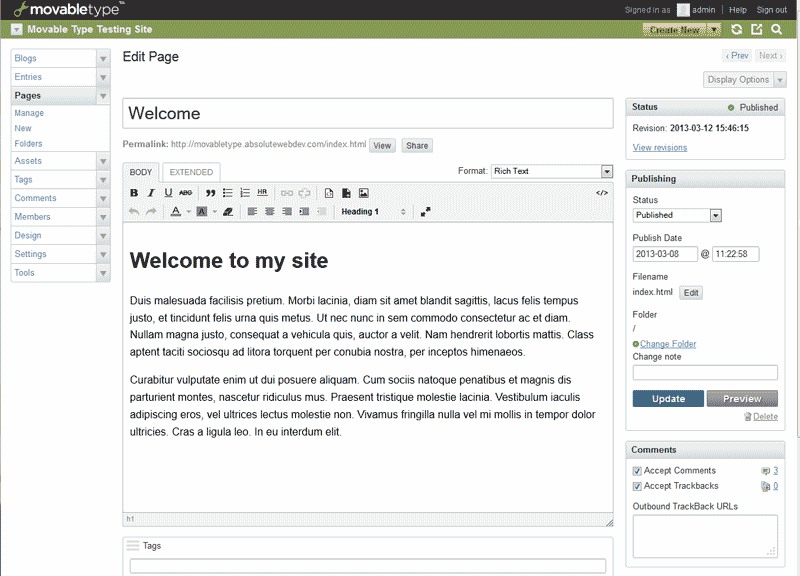 movabletype™
Signed in as admin | Help Sign out
Movable Type Testing Site
Create New
Blogs
Entries
Pages
Manage
New
Folders
Assets
Tags
Comments
Members
Design
Settings
Tools
Edit Page
‹ Prev Next ›
Display Options
Welcome
Permalink: http://movabletype.absolutewebdev.com/index.html View Share
BODY EXTENDED
Format: Rich Text
B I U ABC HR </>
A A Heading 1
Welcome to my site
Duis malesuada facilisis pretium. Morbi lacinia, diam sit amet blandit sagittis, lacus felis tempus
justo, et tincidunt felis urna quis metus. Ut nec nunc in sem commodo consectetur ac et diam.
Nullam magna justo, consequat a vehicula quis, auctor a velit. Nam hendrerit lobortis mattis. Class
aptent taciti sociosqu ad litora torquent per conubia nostra, per inceptos himenaeos.
Curabitur vulputate enim ut dui posuere aliquam. Cum sociis natoque penatibus et magnis dis
parturient montes, nascetur ridiculus mus. Praesent tristique molestie lacinia. Vestibulum iaculis
adipiscing eros, vel ultrices lectus molestie non. Vivamus fringilla nulla vel mi mollis in tempor dolor
ultricies. Cras a ligula leo. In eu interdum elit.
h1
Tags
Status Published
Revision: 2013-03-12 15:46:15
View revisions
Publishing
Status
Published
Publish Date
2013-03-08 @ 11:22:58
Filename
index.html Edit
Folder
/
Change Folder
Change note
Update Preview
Delete
Comments
Accept Comments 3
Accept Trackbacks 0
Outbound TrackBack URLs